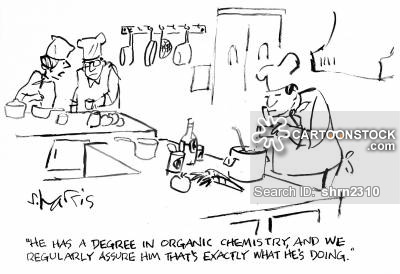 CARTOONSTOCK
.com
Search ID: shrn2310
S. HARRIS
"HE HAS A DEGREE IN ORGANIC CHEMISTRY, AND WE
REGULARLY ASSURE HIM THAT'S EXACTLY WHAT HE'S DOING."